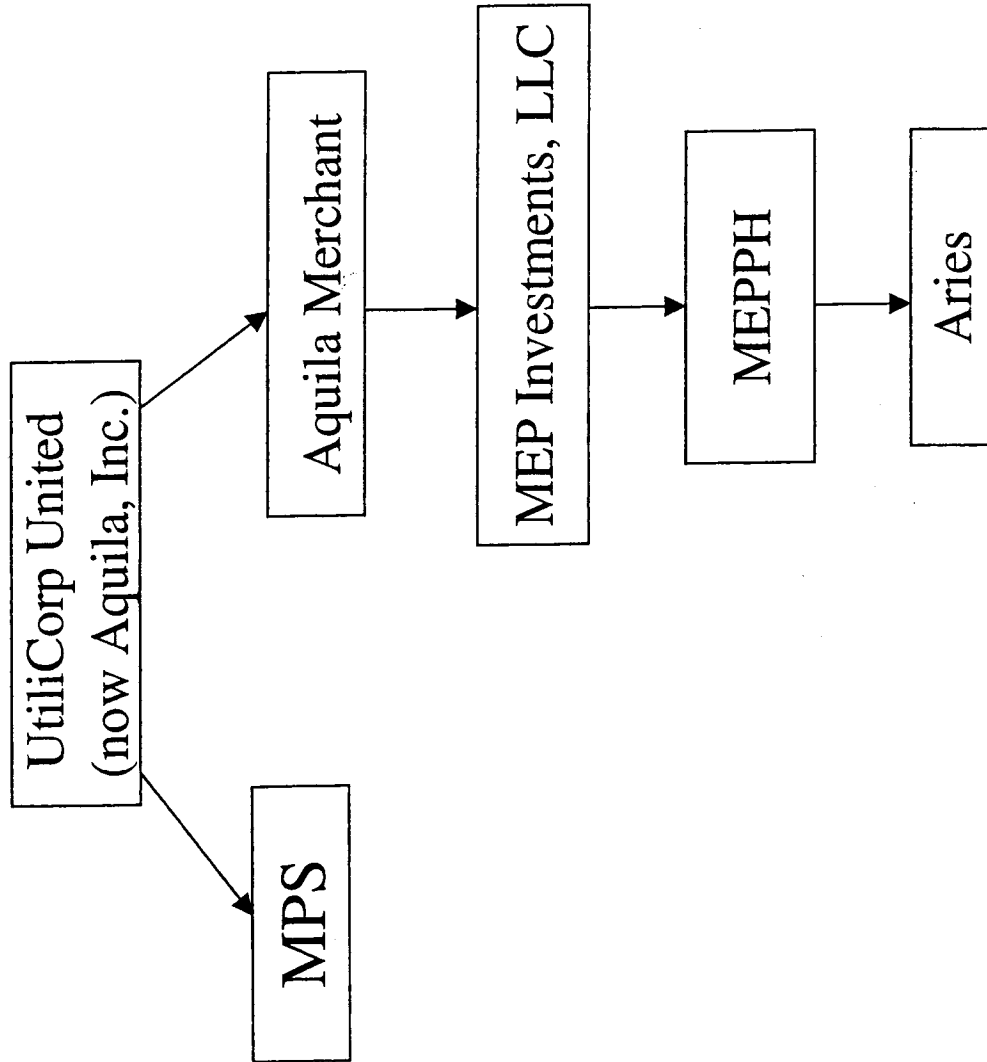 UtiliCorp United
(now Aquila, Inc.)
MPS
Aquila Merchant
MEP Investments, LLC
MEPPH
Aries